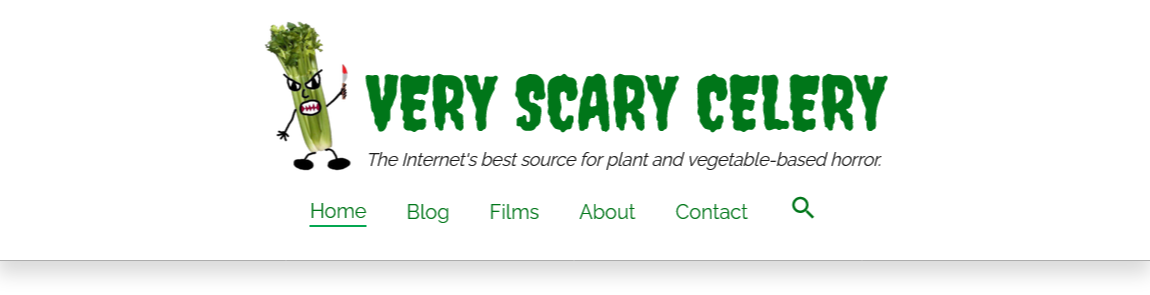 VERY SCARY CELERY
The Internet's best source for plant and vegetable-based horror.
Home Blog Films About Contact